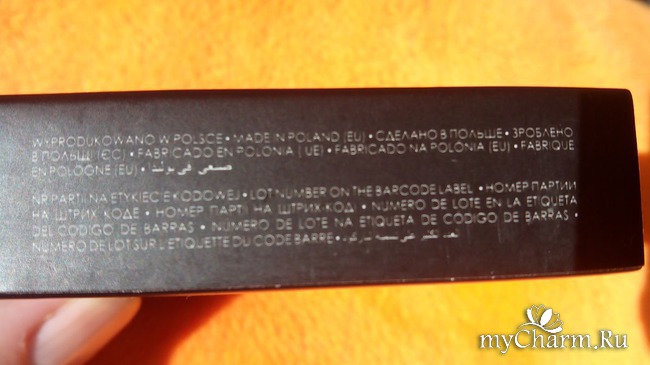 WYPRODUKOWANO W POLSCE • MADE IN POLAND (EU) • СДЕЛАНО В ПОЛЬШЕ • ЗРОБЛЕНО
В ПОЛЬЩІ (ЄС) • FABRICADO EN POLONIA ( UE) • FABRICADO NA POLÓNIA (EU) • FABRIQUE
EN POLOGNE (EU) •
NR PARTII NA ETYKIECIE KODOWEJ • LOT NUMBER ON THE BARCODE LABEL • НОМЕР ПАРТИИ
НА ШТРИХ КОДЕ • НОМЕР ПАРТІЇ НА ШТРИХ-КОД • NUMERO DE LOTE EN LA ETIQUETA
DEL CODIGO DE BARRAS • NUMERO DE LOTE NA ETIQUETA DE CODIGO DE BARRAS •
NUMERO DE LOT SUR L'ETIQUETTE DU CODE BARRE •
myCharm.Ru